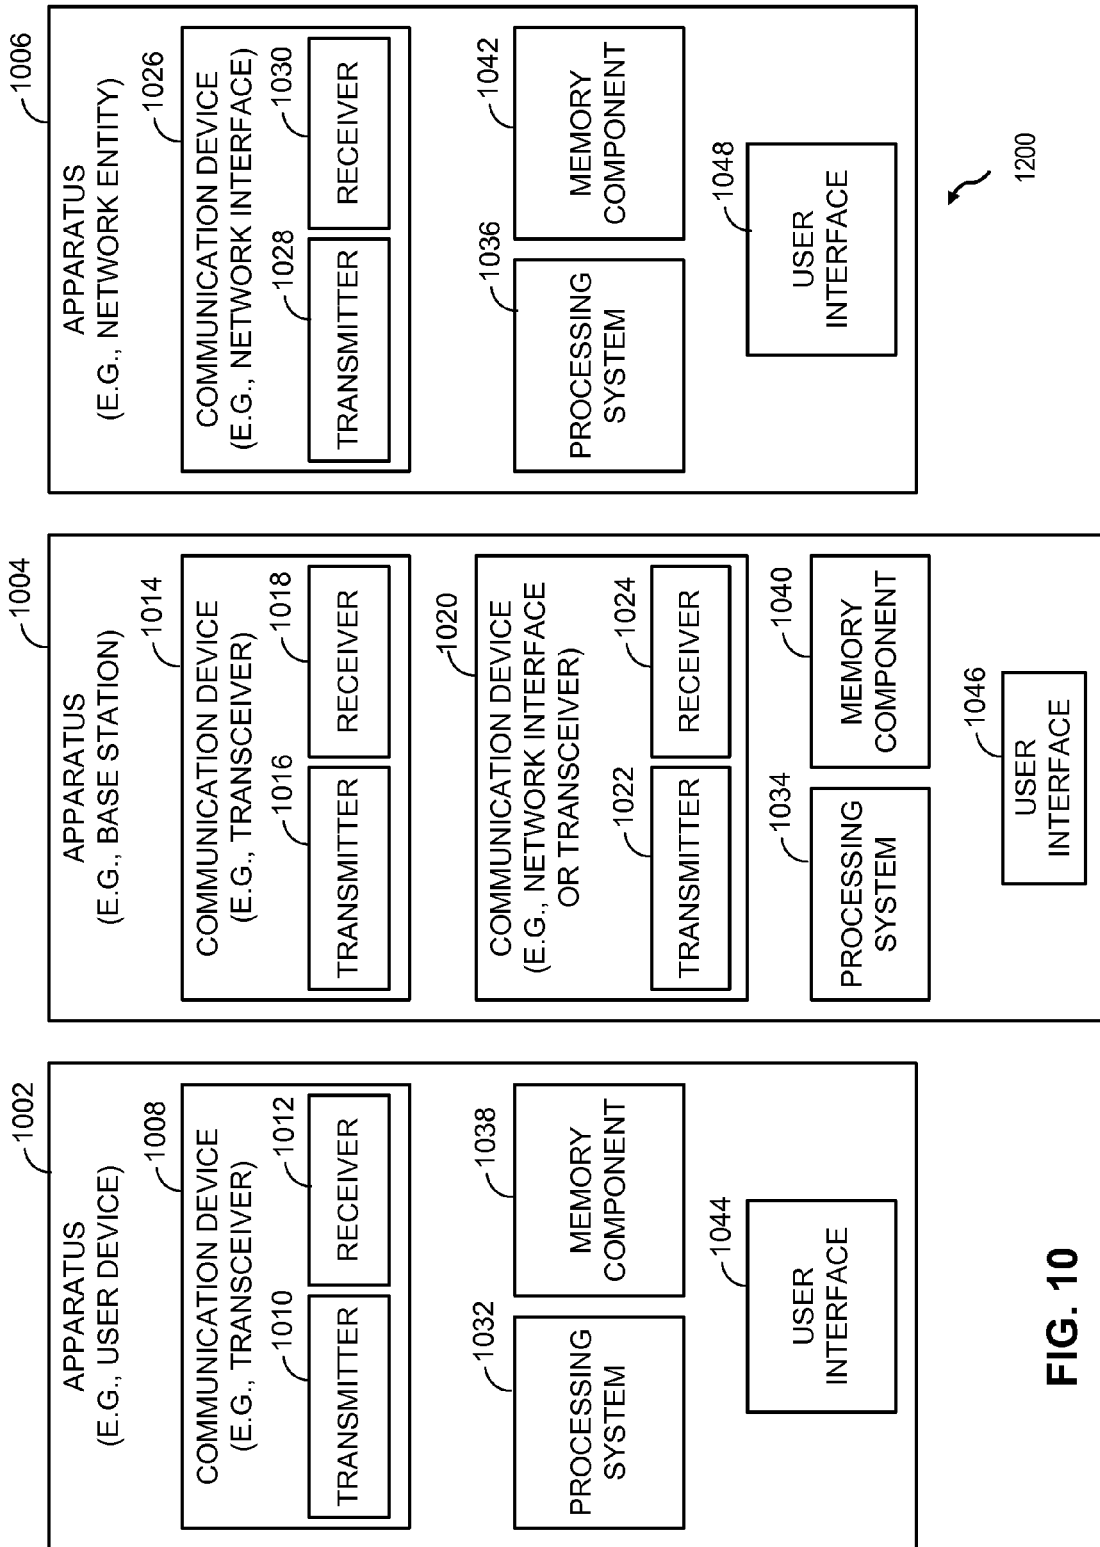 1002
APPARATUS
(E.G., USER DEVICE)
1008
COMMUNICATION DEVICE
(E.G., TRANSCEIVER)
1010
TRANSMITTER
1012
RECEIVER
1032
PROCESSING
SYSTEM
1038
MEMORY
COMPONENT
1044
USER
INTERFACE
1004
APPARATUS
(E.G., BASE STATION)
1014
COMMUNICATION DEVICE
(E.G., TRANSCEIVER)
1016
TRANSMITTER
1018
RECEIVER
1020
COMMUNICATION DEVICE
(E.G., NETWORK INTERFACE
OR TRANSCEIVER)
1022
TRANSMITTER
1024
RECEIVER
1034
PROCESSING
SYSTEM
1040
MEMORY
COMPONENT
1046
USER
INTERFACE
1006
APPARATUS
(E.G., NETWORK ENTITY)
1026
COMMUNICATION DEVICE
(E.G., NETWORK INTERFACE)
1028
TRANSMITTER
1030
RECEIVER
1036
PROCESSING
SYSTEM
1042
MEMORY
COMPONENT
1048
USER
INTERFACE
1200
FIG. 10